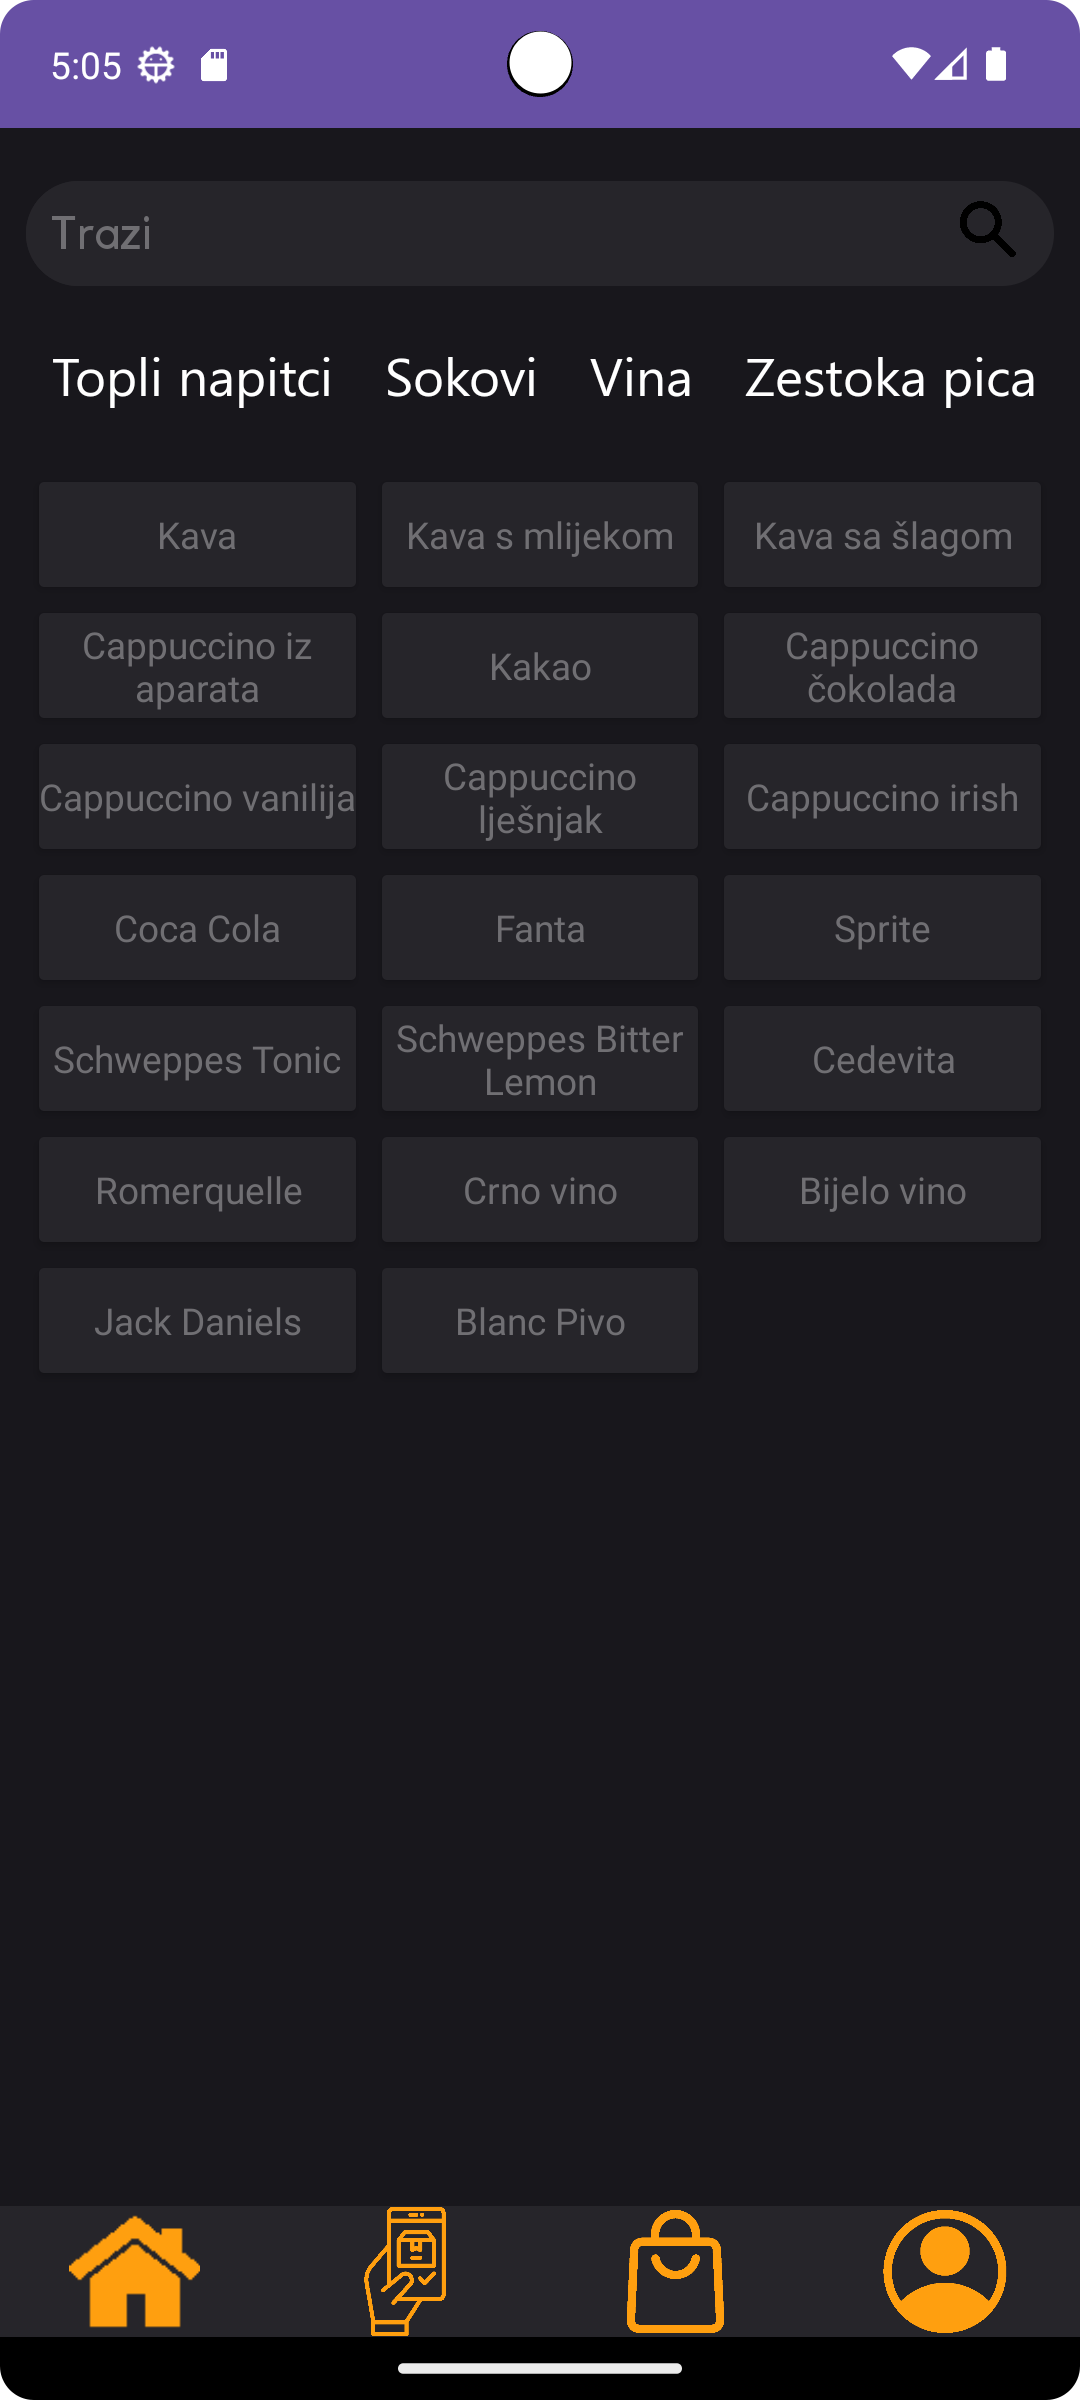 5:05
Trazi
Topli napitci Sokovi Vina Zestoka pica
Kava
Kava s mlijekom
Kava sa šlagom
Cappuccino iz
aparata
Kakao
Cappuccino
čokolada
Cappuccino vanilija
Cappuccino
lješnjak
Cappuccino irish
Coca Cola
Fanta
Sprite
Schweppes Tonic
Schweppes Bitter
Lemon
Cedevita
Romerquelle
Crno vino
Bijelo vino
Jack Daniels
Blanc Pivo